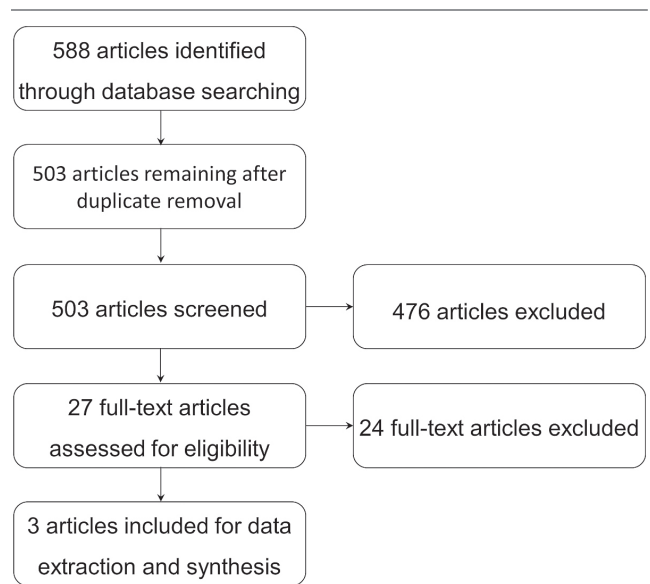 588 articles identified
through database searching
503 articles remaining after
duplicate removal
503 articles screened
476 articles excluded
27 full-text articles
assessed for eligibility
24 full-text articles excluded
3 articles included for data
extraction and synthesis